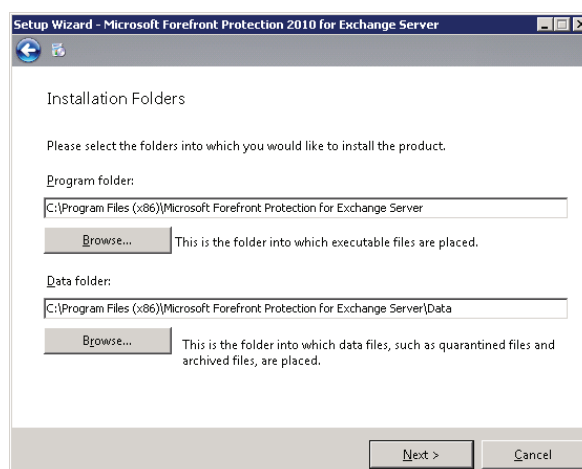 Setup Wizard - Microsoft Forefront Protection 2010 for Exchange Server
Installation Folders
Please select the folders into which you would like to install the product.
Program folder:
C:\Program Files (x86)\Microsoft Forefront Protection for Exchange Server
Browse... This is the folder into which executable files are placed.
Data folder:
C:\Program Files (x86)\Microsoft Forefront Protection for Exchange Server\Data
Browse... This is the folder into which data files, such as quarantined files and
archived files, are placed.
Next > Cancel